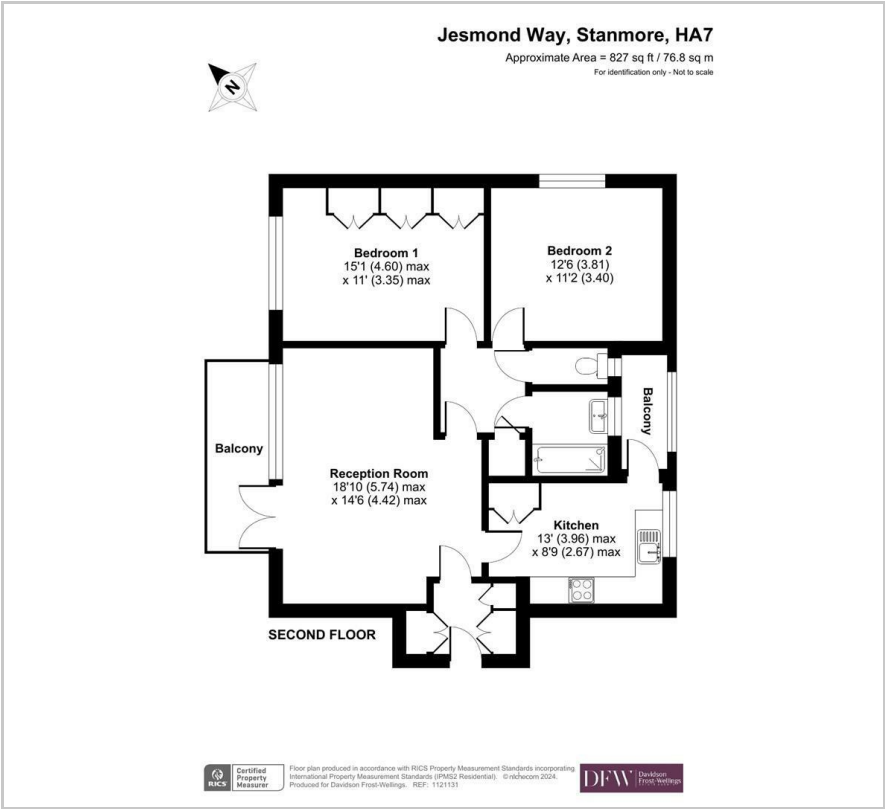 Jesmond Way, Stanmore, HA7
Approximate Area = 827 sq ft / 76.8 sq m
For identification only - Not to scale
N
Bedroom 1
15'1 (4.60) max
x 11' (3.35) max
Bedroom 2
12'6 (3.81)
x 11'2 (3.40)
Balcony
Balcony
Reception Room
18'10 (5.74) max
x 14'6 (4.42) max
Kitchen
13' (3.96) max
x 8'9 (2.67) max
SECOND FLOOR
RICS
Certified
Property
Measurer
Floor plan produced in accordance with RICS Property Measurement Standards incorporating
International Property Measurement Standards (IPMS2 Residential). © nichecom 2024.
Produced for Davidson Frost-Wellings. REF: 1121131
DFW
Davidson
Frost-Wellings